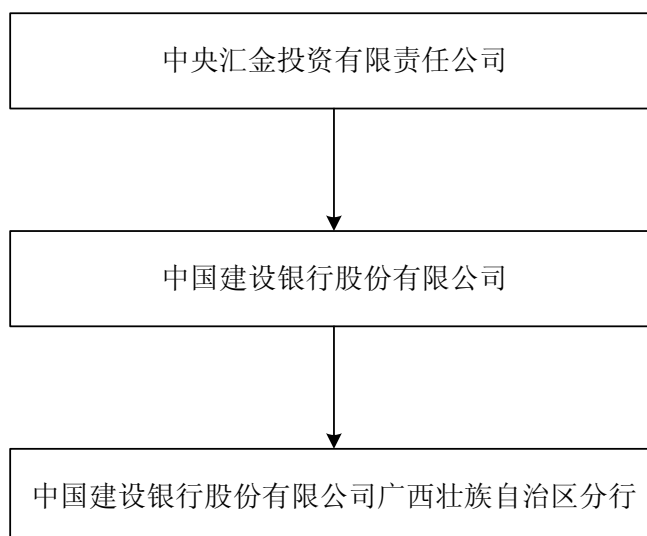 中央汇金投资有限责任公司
中国建设银行股份有限公司
中国建设银行股份有限公司广西壮族自治区分行